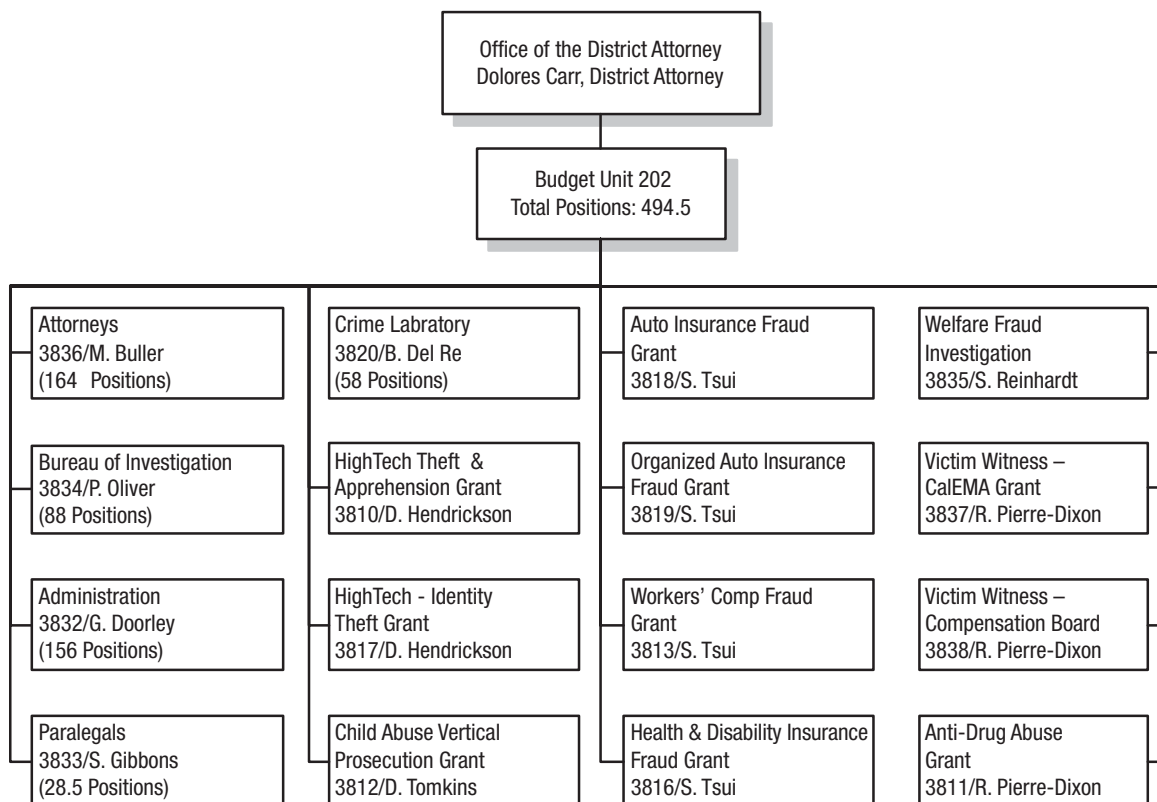 Office of the District Attorney
Dolores Carr, District Attorney
Budget Unit 202
Total Positions: 494.5
Attorneys
3836/M. Buller
(164 Positions)
Bureau of Investigation
3834/P. Oliver
(88 Positions)
Administration
3832/G. Doorley
(156 Positions)
Paralegals
3833/S. Gibbons
(28.5 Positions)
Crime Labratory
3820/B. Del Re
(58 Positions)
HighTech Theft &
Apprehension Grant
3810/D. Hendrickson
HighTech - Identity
Theft Grant
3817/D. Hendrickson
Child Abuse Vertical
Prosecution Grant
3812/D. Tomkins
Auto Insurance Fraud
Grant
3818/S. Tsui
Organized Auto Insurance
Fraud Grant
3819/S. Tsui
Workers’ Comp Fraud
Grant
3813/S. Tsui
Health & Disability Insurance
Fraud Grant
3816/S. Tsui
Welfare Fraud
Investigation
3835/S. Reinhardt
Victim Witness –
CalEMA Grant
3837/R. Pierre-Dixon
Victim Witness –
Compensation Board
3838/R. Pierre-Dixon
Anti-Drug Abuse
Grant
3811/R. Pierre-Dixon